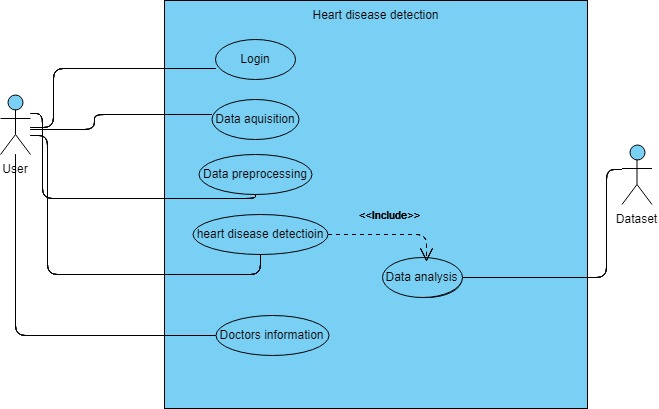 Heart disease detection
Login
Data aquisition
User
Data preprocessing
Dataset
<<Include>>
heart disease detectioin
Data analysis
Doctors information